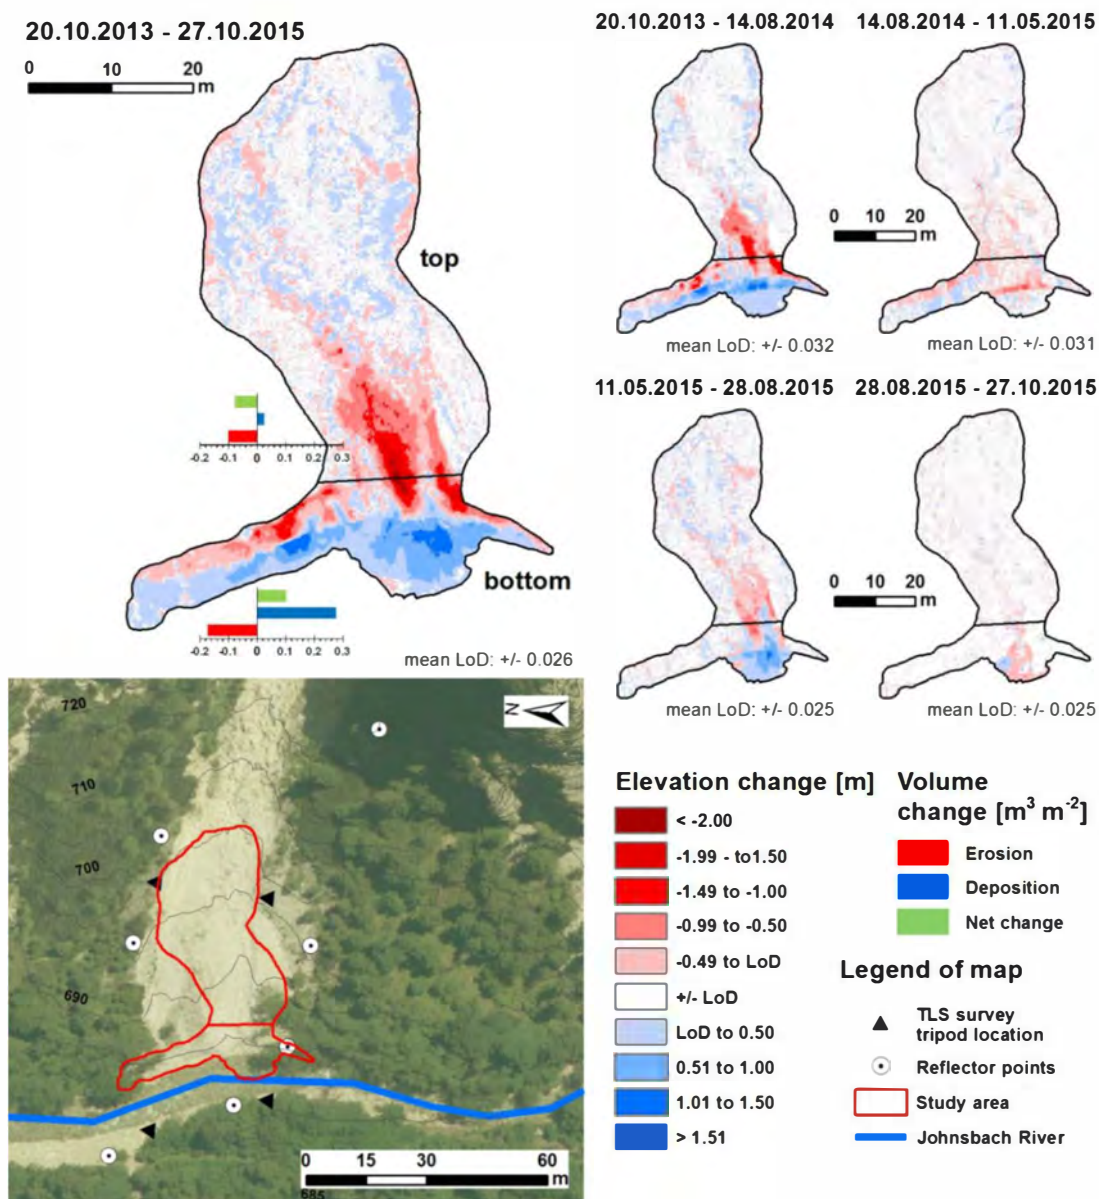 20.10.2013 - 27.10.2015
0 10 20
m
top
-0.2 -0.1 0 0.1 0.2 0.3
bottom
-0.2 -0.1 0 0.1 0.2 0.3
mean LoD: +/- 0.026
20.10.2013 - 14.08.2014
14.08.2014 - 11.05.2015
0 10 20
m
mean LoD: +/- 0.032
mean LoD: +/- 0.031
11.05.2015 - 28.08.2015
28.08.2015 - 27.10.2015
0 10 20
m
mean LoD: +/- 0.025
mean LoD: +/- 0.025
720
710
700
690
685
N
0 15 30 60
m
Elevation change [m]
< -2.00
-1.99 - to1.50
-1.49 to -1.00
-0.99 to -0.50
-0.49 to LoD
+/- LoD
LoD to 0.50
0.51 to 1.00
1.01 to 1.50
> 1.51
Volume
change [m³ m⁻²]
Erosion
Deposition
Net change
Legend of map
TLS survey
tripod location
Reflector points
Study area
Johnsbach River